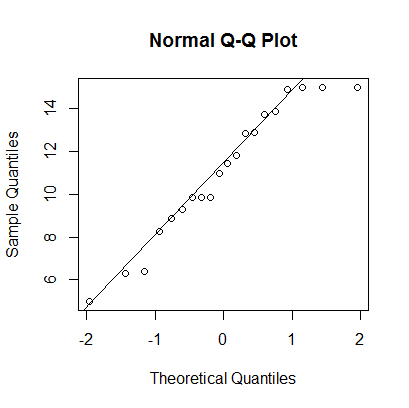 Normal Q-Q Plot
Sample Quantiles
14
12
10
8
6
-2 -1 0 1 2
Theoretical Quantiles